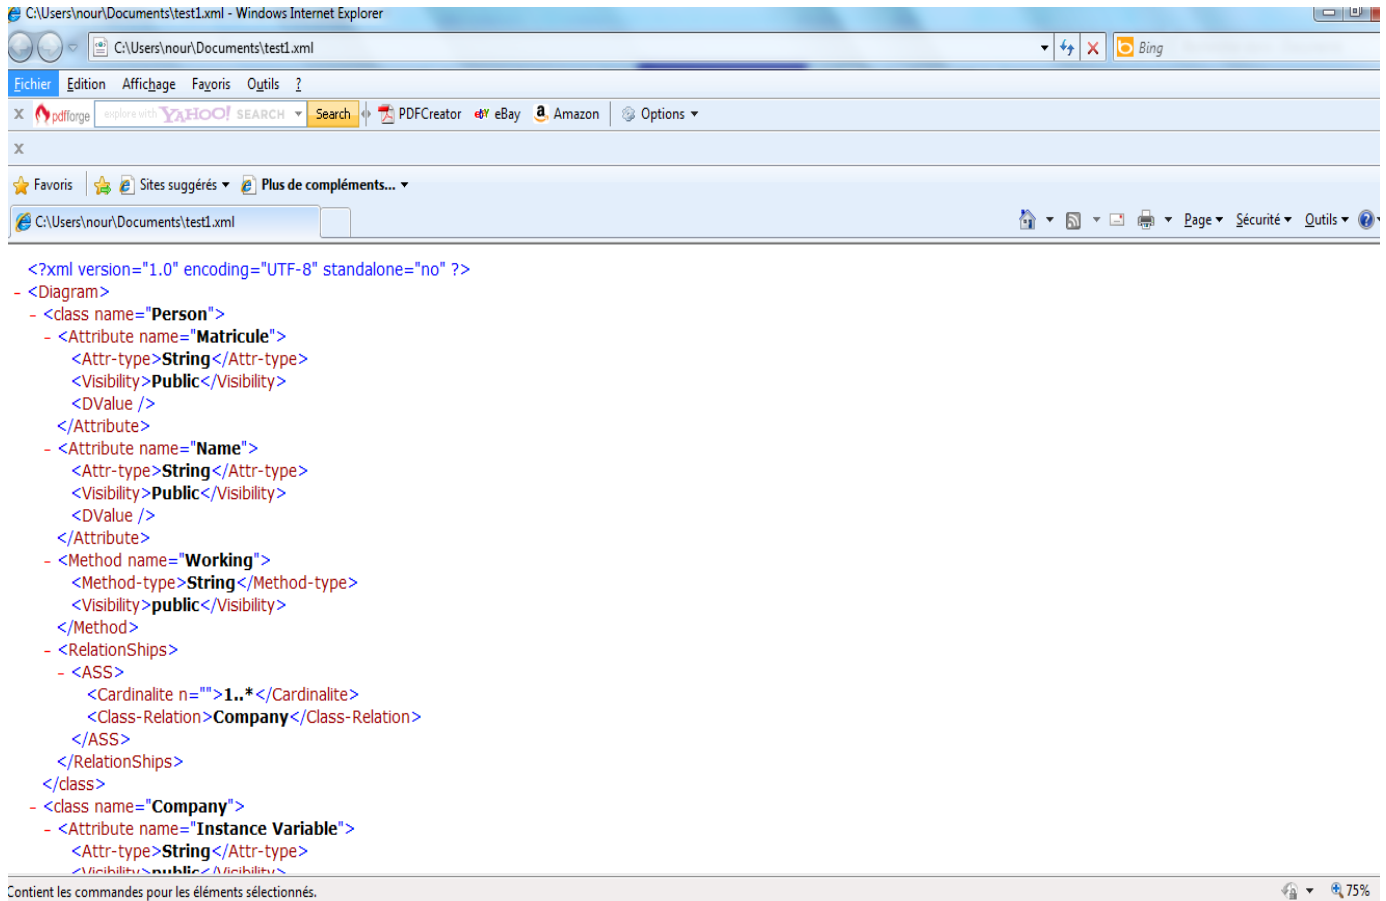 C:\Users\nour\Documents\test1.xml - Windows Internet Explorer
C:\Users\nour\Documents\test1.xml
Bing
Fichier Edition Affichage Favoris Outils ?
X pdfforge explore with YAHOO! SEARCH Search PDFCreator eBY eBay a Amazon Options
X
Favoris Sites suggérés Plus de compléments...
C:\Users\nour\Documents\test1.xml Page Sécurité Outils
<?xml version="1.0" encoding="UTF-8" standalone="no" ?>
- <Diagram>
- <class name="Person">
- <Attribute name="Matricule">
<Attr-type>String</Attr-type>
<Visibility>Public</Visibility>
<DValue />
</Attribute>
- <Attribute name="Name">
<Attr-type>String</Attr-type>
<Visibility>Public</Visibility>
<DValue />
</Attribute>
- <Method name="Working">
<Method-type>String</Method-type>
<Visibility>public</Visibility>
</Method>
- <RelationShips>
- <ASS>
<Cardinalite n="">1..*</Cardinalite>
<Class-Relation>Company</Class-Relation>
</ASS>
</RelationShips>
</class>
- <class name="Company">
- <Attribute name="Instance Variable">
<Attr-type>String</Attr-type>
<Visibility>public</Visibility>
Contient les commandes pour les éléments sélectionnés.
75%